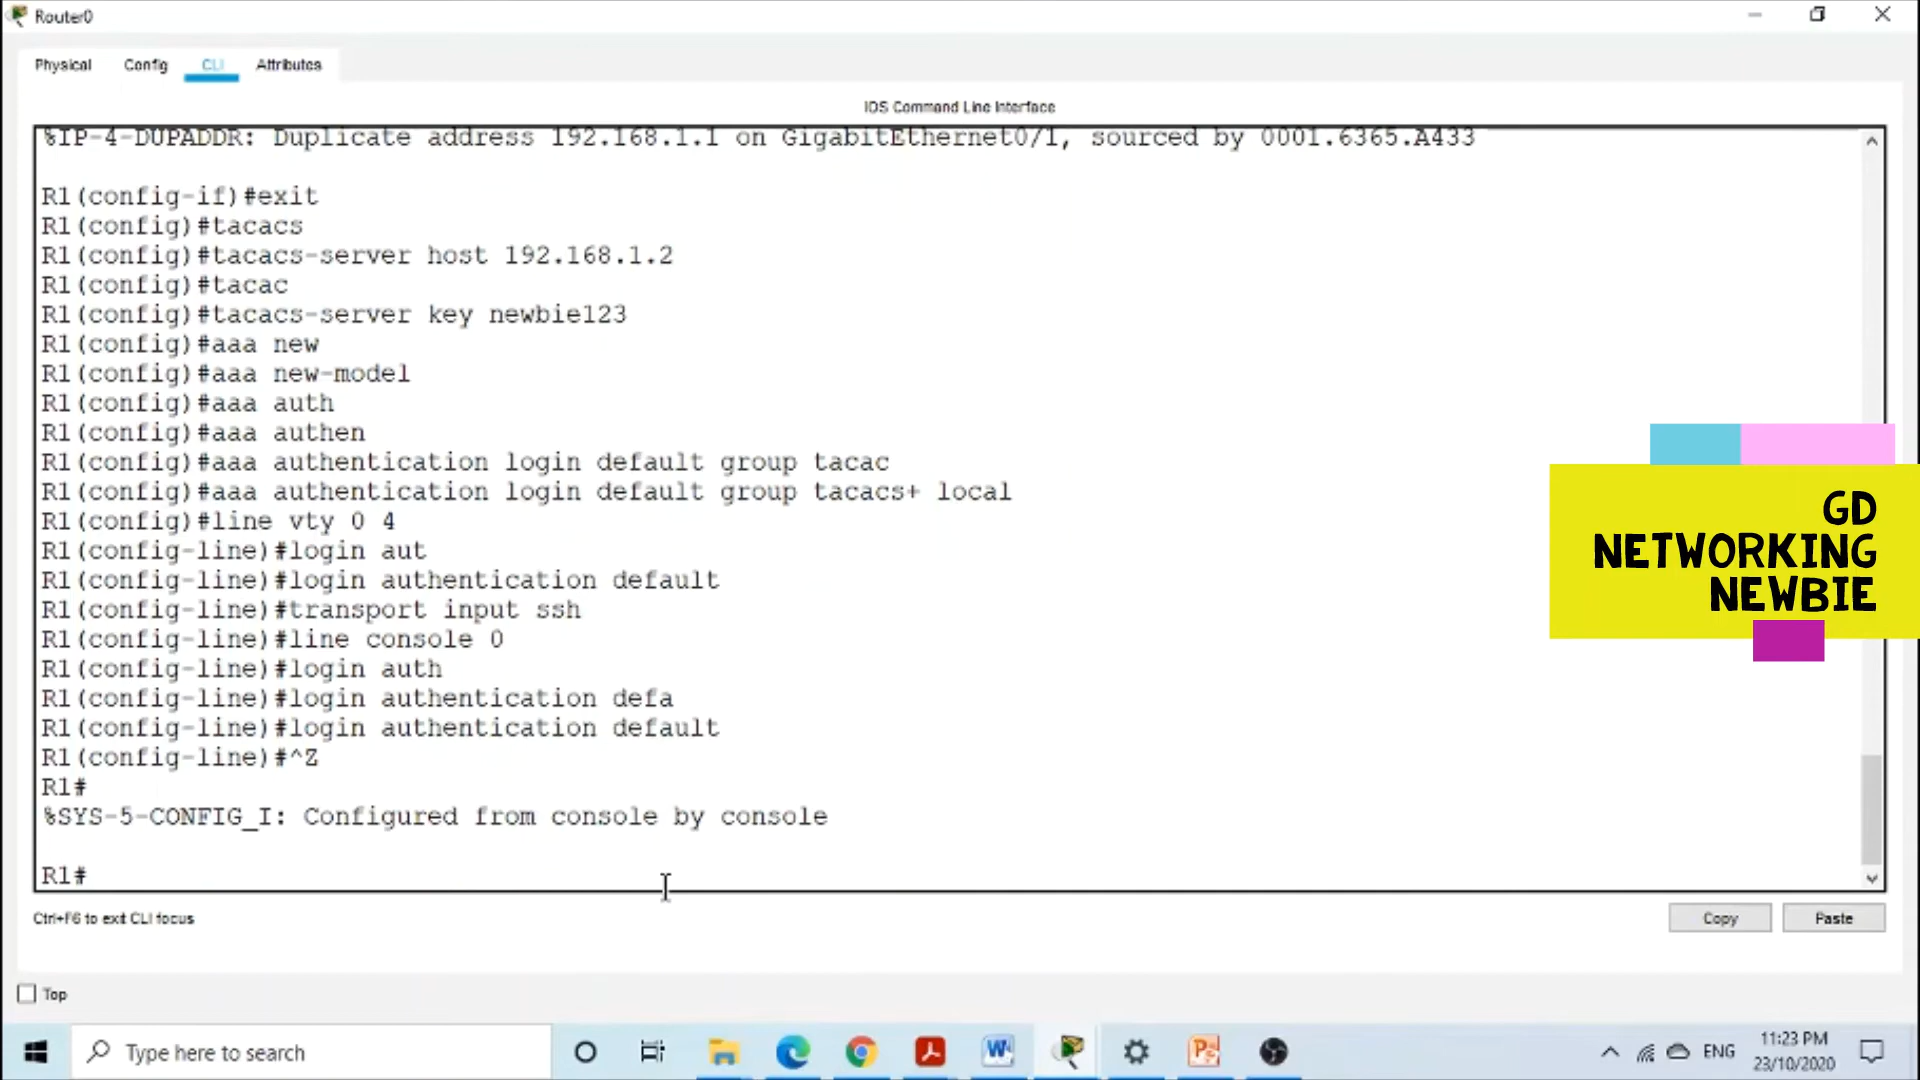 Router0
Physical Config CLI Attributes
IOS Command Line Interface
%IP-4-DUPADDR: Duplicate address 192.168.1.1 on GigabitEthernet0/1, sourced by 0001.6365.A433
R1(config-if)#exit
R1(config)#tacacs
R1(config)#tacacs-server host 192.168.1.2
R1(config)#tacac
R1(config)#tacacs-server key newbie123
R1(config)#aaa new
R1(config)#aaa new-model
R1(config)#aaa auth
R1(config)#aaa authen
R1(config)#aaa authentication login default group tacac
R1(config)#aaa authentication login default group tacacs+ local
R1(config)#line vty 0 4
R1(config-line)#login aut
R1(config-line)#login authentication default
R1(config-line)#transport input ssh
R1(config-line)#line console 0
R1(config-line)#login auth
R1(config-line)#login authentication defa
R1(config-line)#login authentication default
R1(config-line)#^Z
R1#
%SYS-5-CONFIG_I: Configured from console by console
R1#
GD
NETWORKING
NEWBIE
Ctrl+F6 to exit CLI focus
Copy Paste
Top
Type here to search
ENG
11:23 PM
23/10/2020